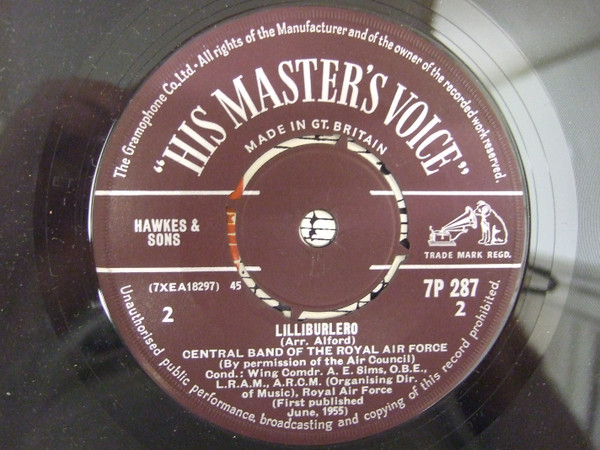 The Gramophone Co.Ltd.·All rights of the Manufacturer and of the owner of the recorded work reserved.
"HIS MASTER'S VOICE"
MADE IN GT. BRITAIN
HAWKES &
SONS
TRADE MARK REGD.
(7XEA18297) 45
7P 287
2
2
LILLIBURLERO
(Arr. Alford)
CENTRAL BAND OF THE ROYAL AIR FORCE
(By permission of the Air Council)
Cond.: Wing Comdr. A. E. Sims, O.B.E.,
L.R.A.M., A.R.C.M. (Organising Dir.
of Music), Royal Air Force
(First published
June, 1955)
Unauthorised public performance, broadcasting and copying of this record prohibited.